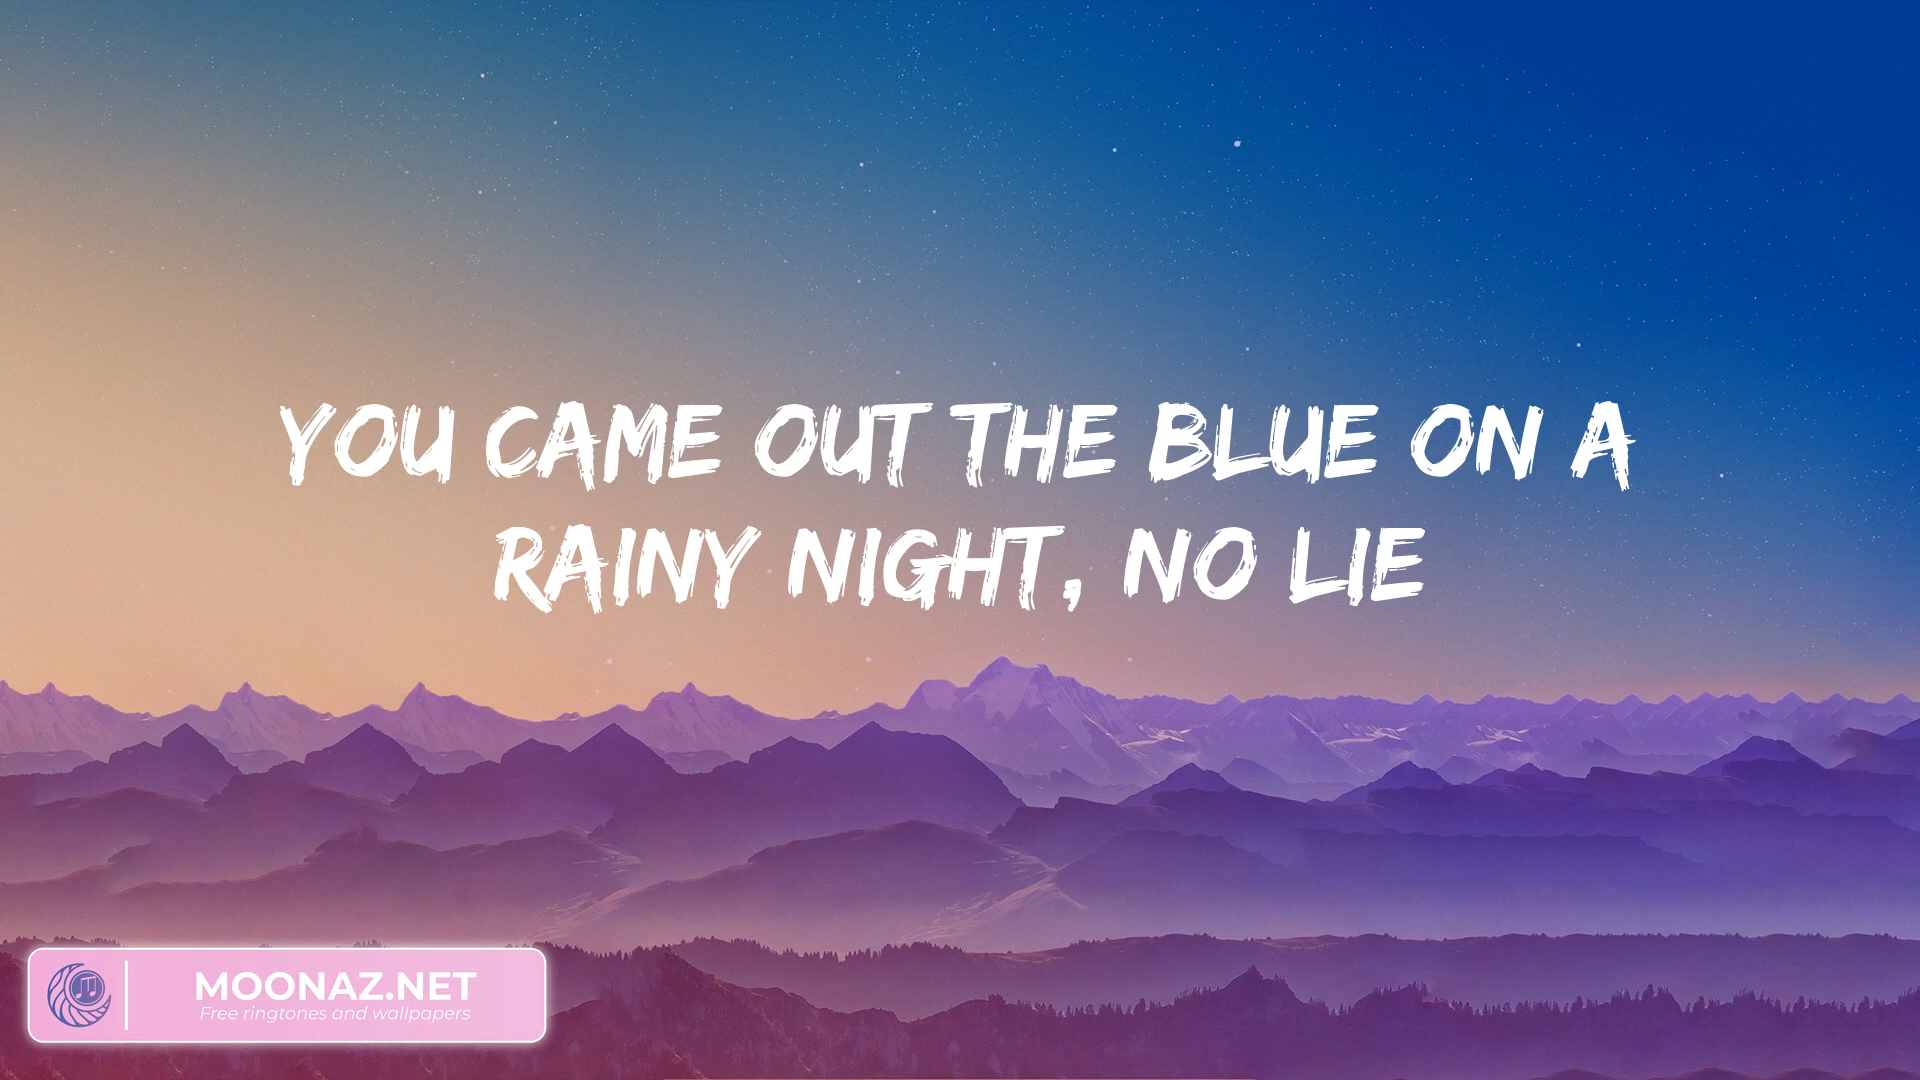 YOU CAME OUT THE BLUE ON A
RAINY NIGHT, NO LIE
MOONAZ.NET
Free ringtones and wallpapers